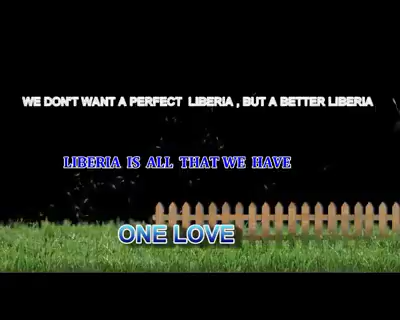 WE DON'T WANT A PERFECT LIBERIA , BUT A BETTER LIBERIA
LIBERIA IS ALL THAT WE HAVE
ONE LOVE